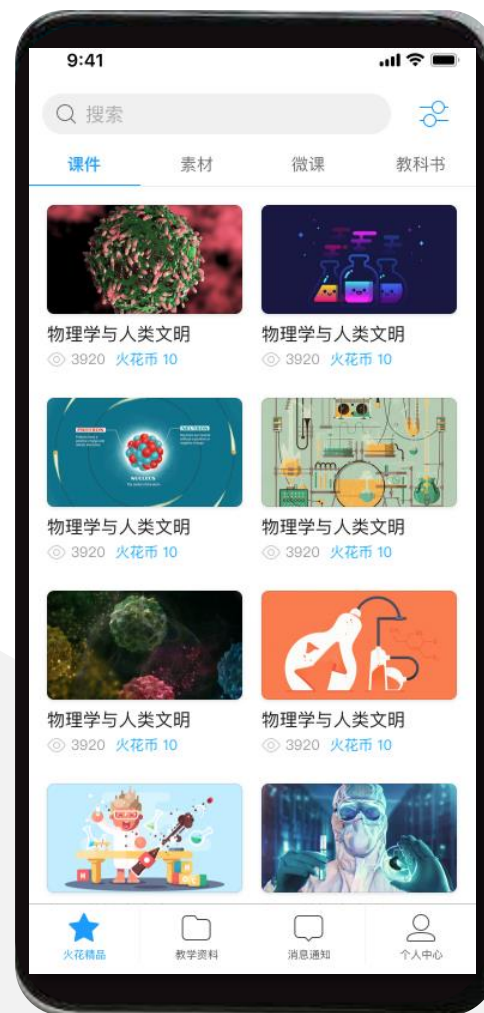 9:41
搜索
课件 素材 微课 教科书
物理学与人类文明 物理学与人类文明
3920 火花币 10 3920 火花币 10
PROTONS NEUTRONS
NUCLEUS
物理学与人类文明 物理学与人类文明
3920 火花币 10 3920 火花币 10
物理学与人类文明 物理学与人类文明
3920 火花币 10 3920 火花币 10
火花精品 教学资料 消息通知 个人中心